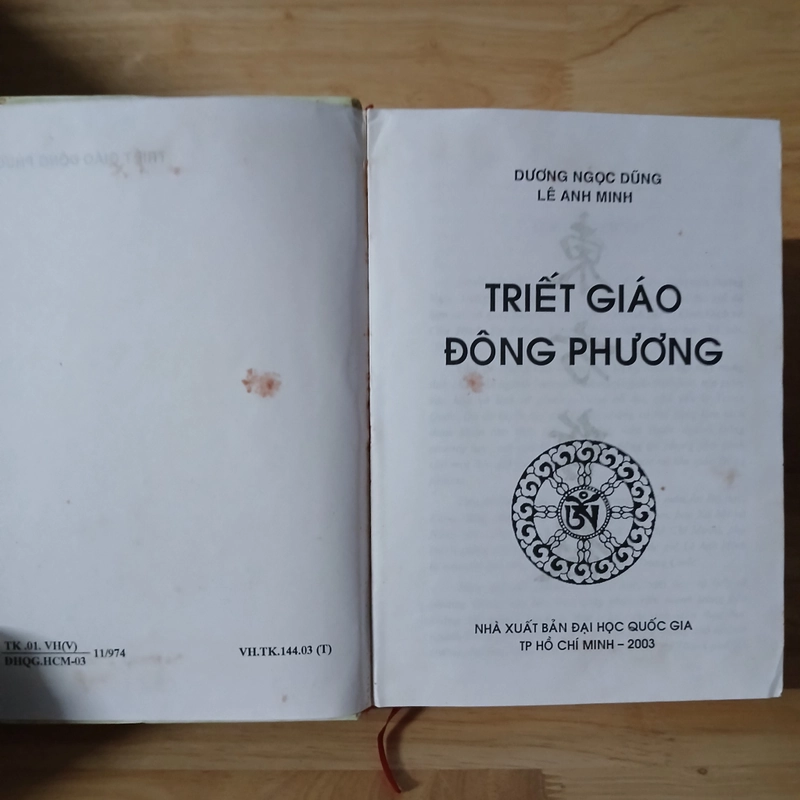 TK .01. VH(V)
ĐHQG.HCM-03
11/974
VH.TK.144.03 (T)
DƯƠNG NGỌC DŨNG
LÊ ANH MINH
TRIẾT GIÁO
ĐÔNG PHƯƠNG
NHÀ XUẤT BẢN ĐẠI HỌC QUỐC GIA
TP HỒ CHÍ MINH – 2003